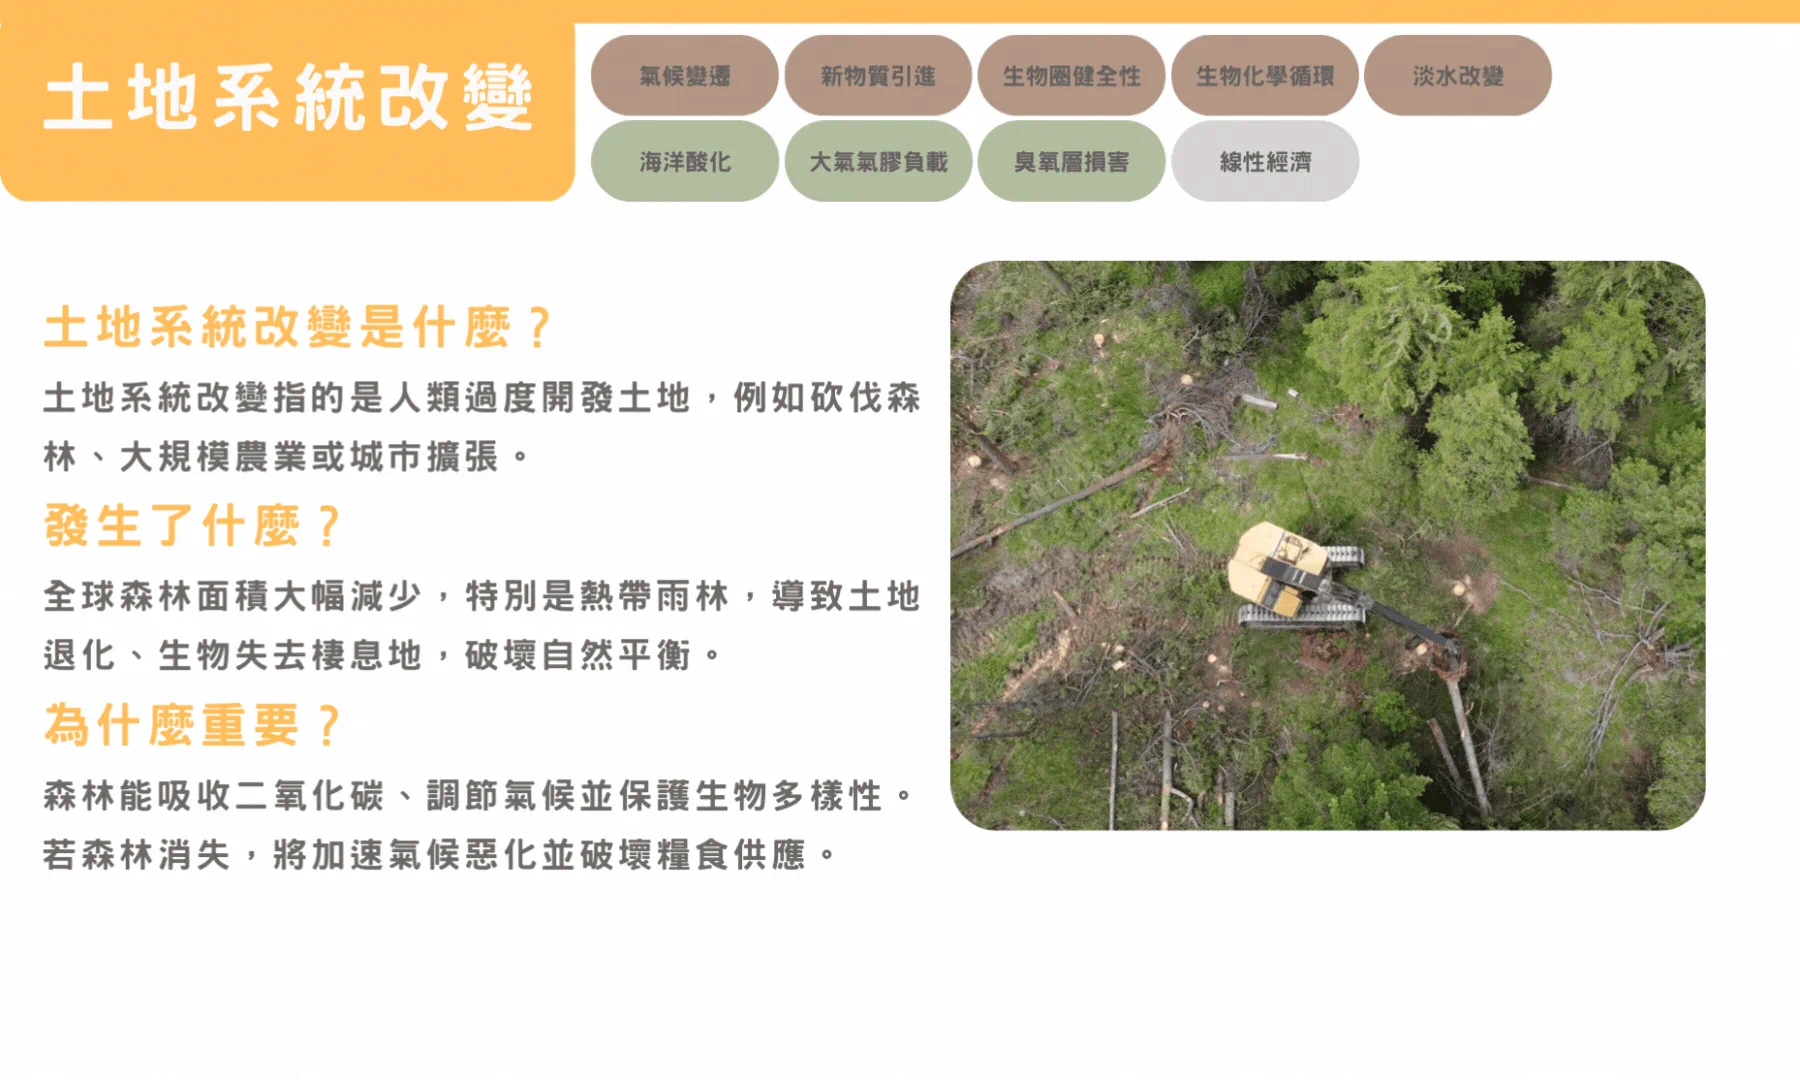 土地系統改變
氣候變遷
新物質引進
生物圈健全性
生物化學循環
淡水改變
海洋酸化
大氣氣膠負載
臭氧層損害
線性經濟
土地系統改變是什麼？
土地系統改變指的是人類過度開發土地，例如砍伐森
林、大規模農業或城市擴張。
發生了什麼？
全球森林面積大幅減少，特別是熱帶雨林，導致土地
退化、生物失去棲息地，破壞自然平衡。
為什麼重要？
森林能吸收二氧化碳、調節氣候並保護生物多樣性。
若森林消失，將加速氣候惡化並破壞糧食供應。